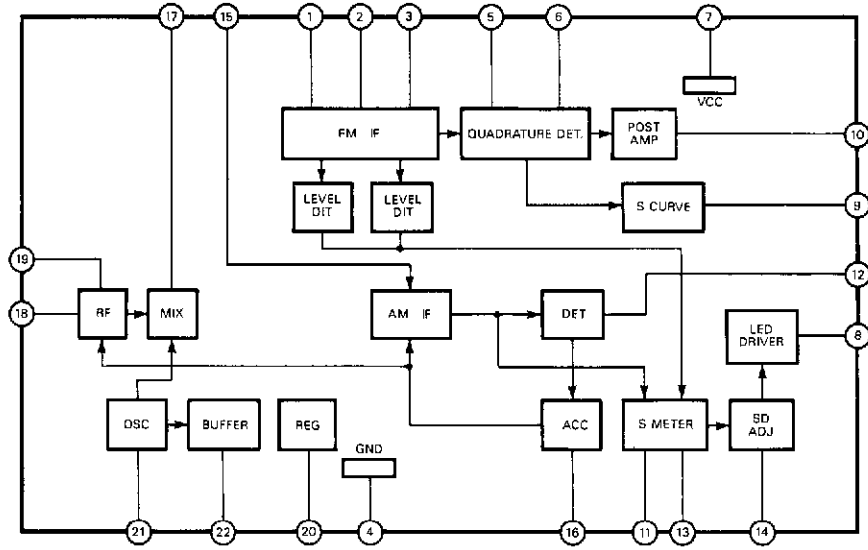 17 15 1 2 3 5 6 7
VCC
FM IF
QUADRATURE DET.
POST
AMP
10
LEVEL
DIT
LEVEL
DIT
S CURVE
9
19
12
18
RF
MIX
AM IF
DET
LED
DRIVER
8
OSC
BUFFER
REG
GND
ACC
S METER
SD
ADJ
21 22 20 4 16 11 13 14